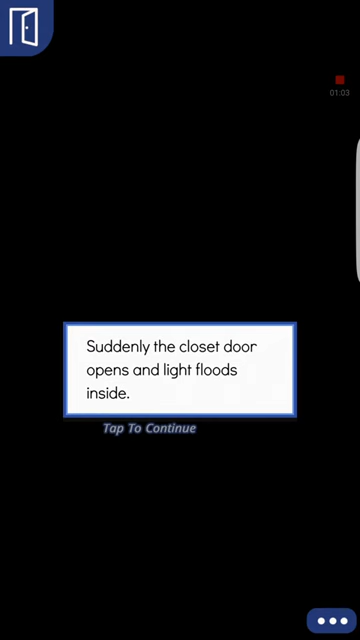 01:03
Suddenly the closet door
opens and light floods
inside.
Tap To Continue